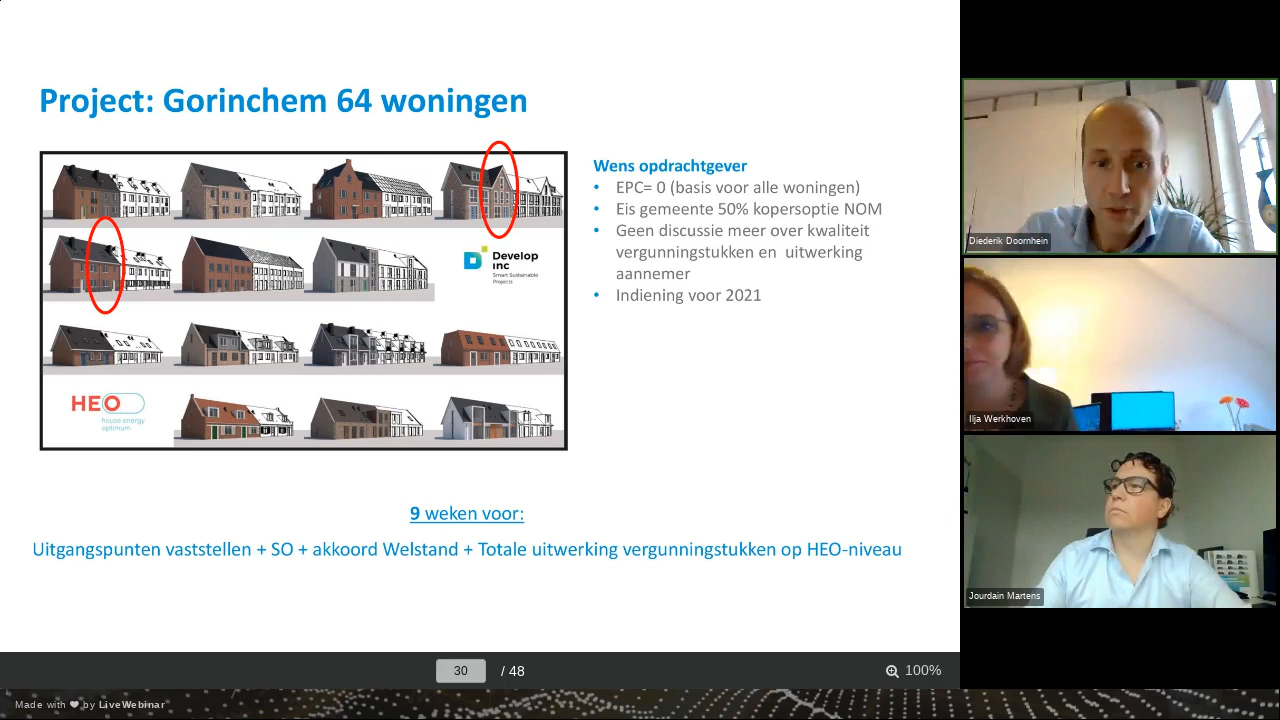 Project: Gorinchem 64 woningen
Wens opdrachtgever
• EPC= 0 (basis voor alle woningen)
• Eis gemeente 50% kopersoptie NOM
• Geen discussie meer over kwaliteit
vergunningstukken en uitwerking
aannemer
• Indiening voor 2021
Develop
inc
Smart Sustainable
Projects
HEO
house energy
optimum
9 weken voor:
Uitgangspunten vaststellen + SO + akkoord Welstand + Totale uitwerking vergunningstukken op HEO-niveau
30 / 48
100%
Made with ❤ by LiveWebinar
Diederik Doornhein
Ilja Werkhoven
Jourdain Martens